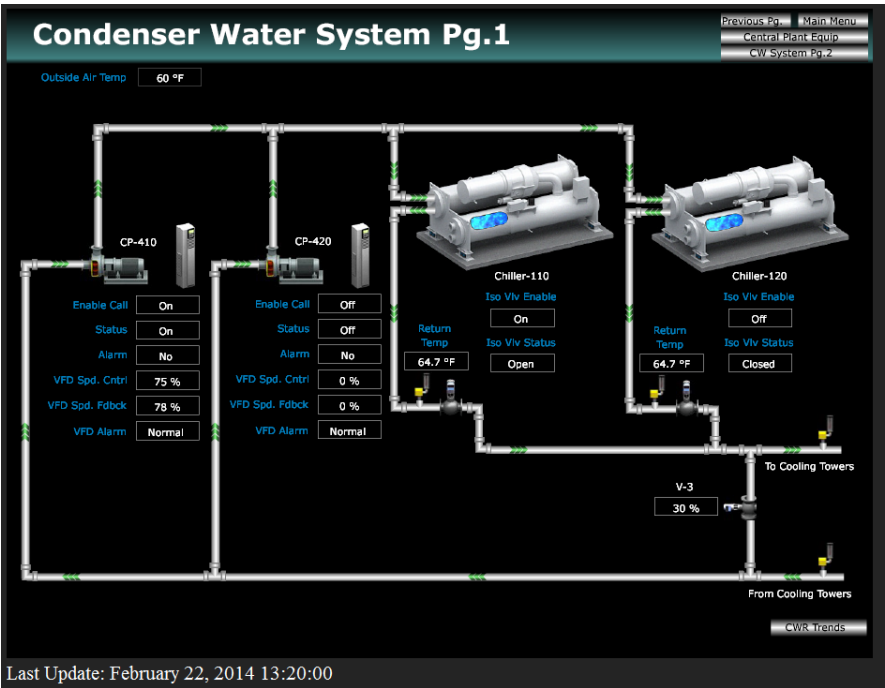 Condenser Water System Pg.1
Previous Pg. Main Menu
Central Plant Equip
CW System Pg.2
Outside Air Temp 60 °F
CP-410
Enable Call On
Status On
Alarm No
VFD Spd. Cntrl 75 %
VFD Spd. Fdbck 78 %
VFD Alarm Normal
CP-420
Enable Call Off
Status Off
Alarm No
VFD Spd. Cntrl 0 %
VFD Spd. Fdbck 0 %
VFD Alarm Normal
Chiller-110
Iso Vlv Enable
On
Iso Vlv Status
Open
Return
Temp
64.7 °F
Chiller-120
Iso Vlv Enable
Off
Iso Vlv Status
Closed
Return
Temp
64.7 °F
To Cooling Towers
V-3
30 %
From Cooling Towers
CWR Trends
Last Update: February 22, 2014 13:20:00